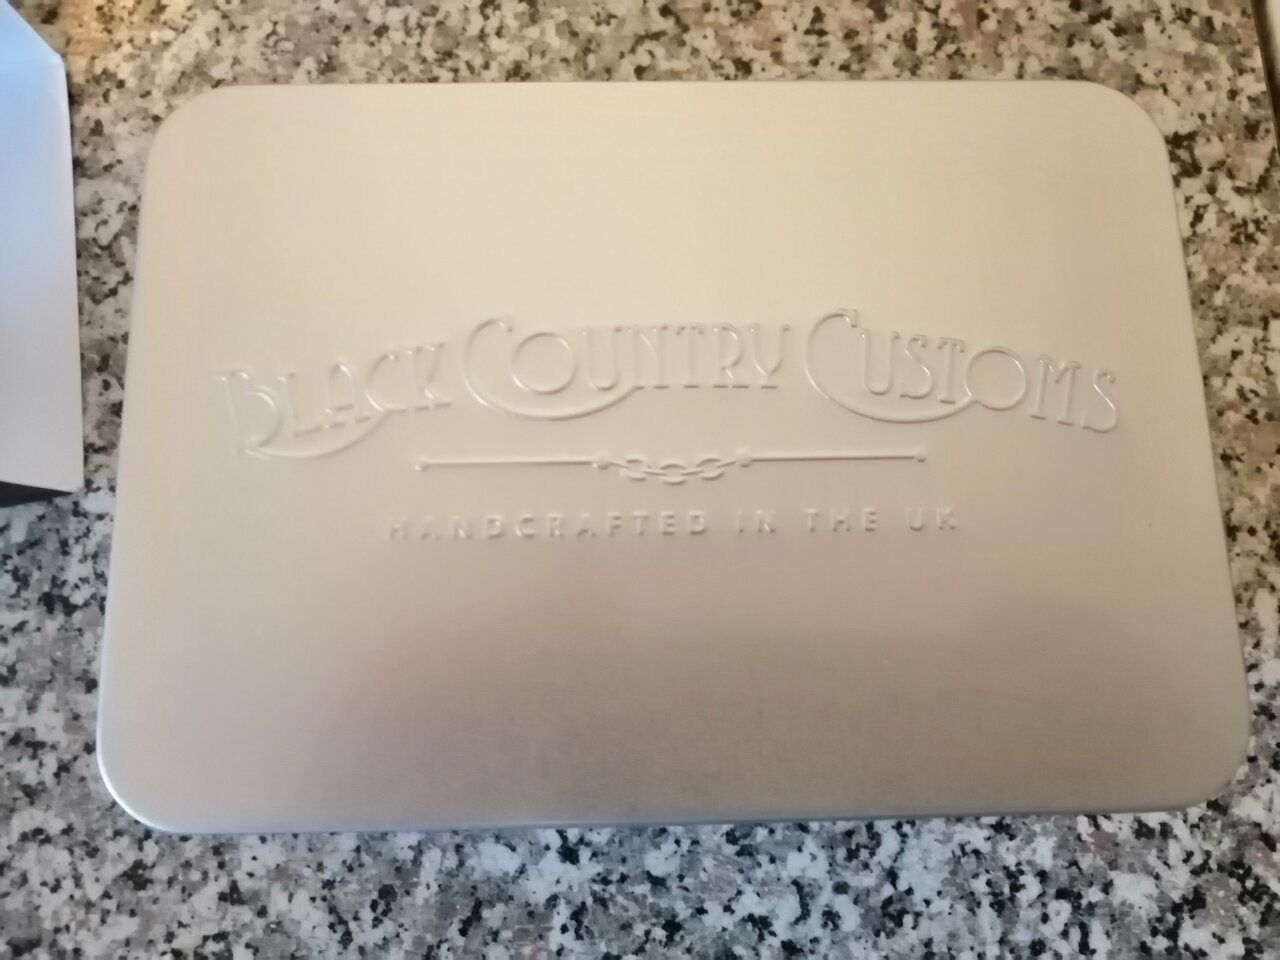 Black Country Customs
HANDCRAFTED IN THE UK